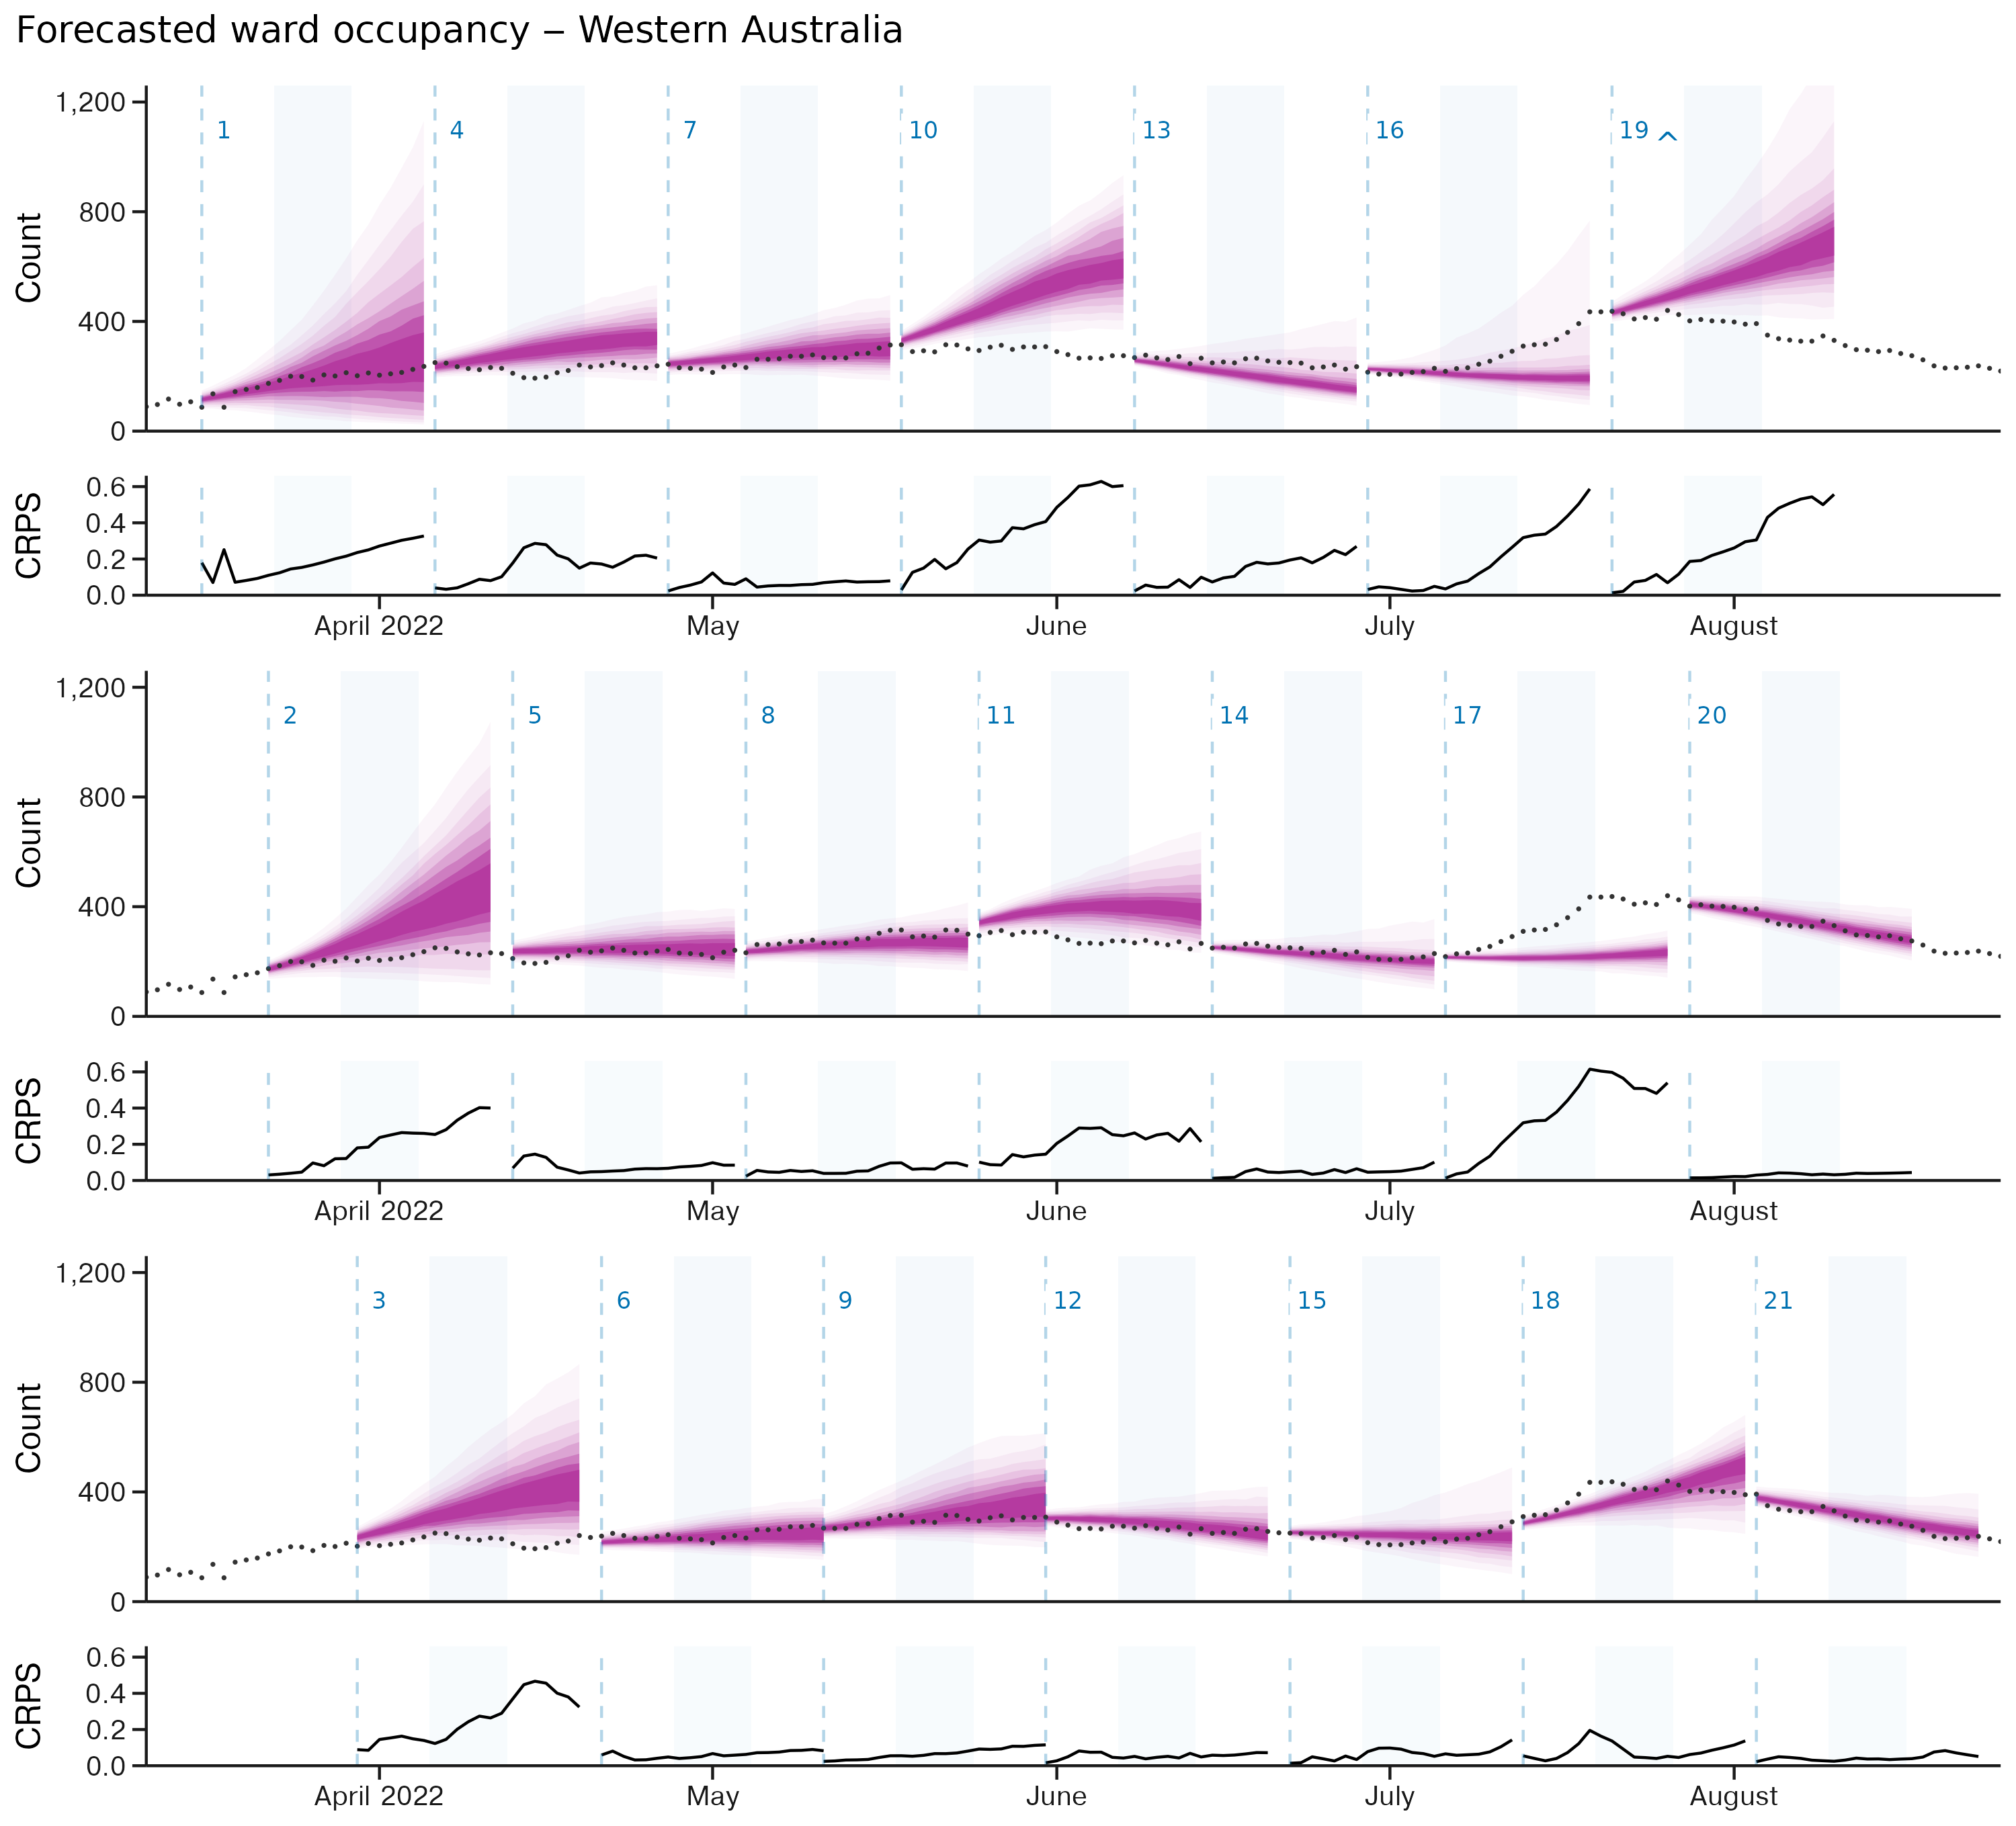 Forecasted ward occupancy – Western Australia
1,200
800
400
0
Count
1
4
7
10
13
16
19 ^
0.6
0.4
0.2
0.0
CRPS
April 2022
May
June
July
August
1,200
800
400
0
Count
2
5
8
11
14
17
20
0.6
0.4
0.2
0.0
CRPS
April 2022
May
June
July
August
1,200
800
400
0
Count
3
6
9
12
15
18
21
0.6
0.4
0.2
0.0
CRPS
April 2022
May
June
July
August